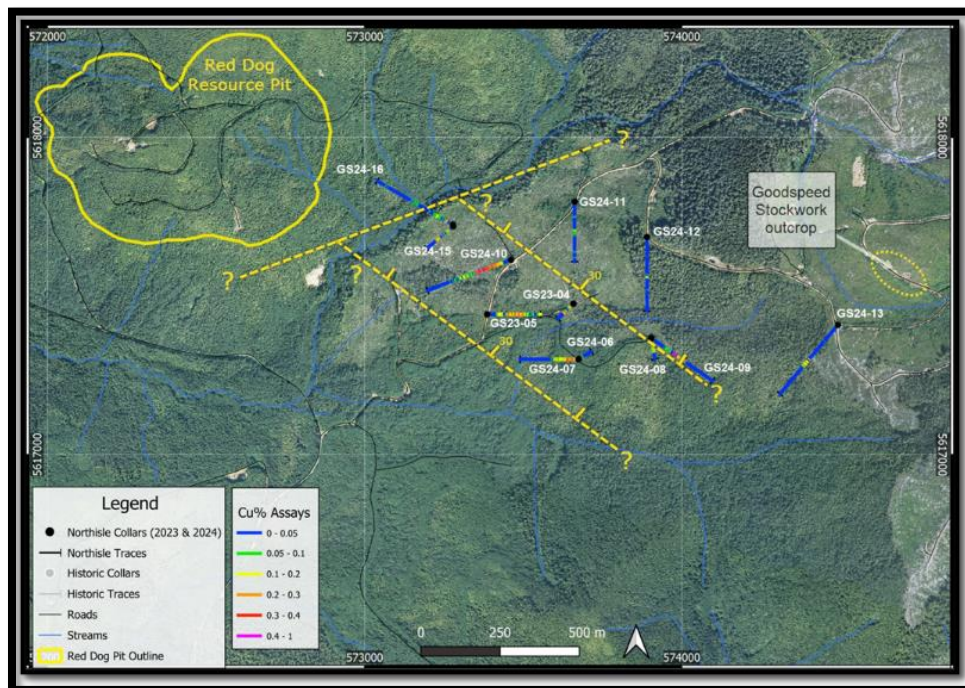 572000
573000
574000
Red Dog
Resource Pit
5618000
5618000
?
GS24-16
?
GS24-11
Goodspeed
Stockwork
outcrop
GS24-12
GS24-15
GS24-10
?
?
30
GS23-04
GS23-05
GS24-13
30
GS24-06
GS24-07
GS24-08
GS24-09
?
?
5617000
5617000
Legend
Northisle Collars (2023 & 2024)
Northisle Traces
Historic Collars
Historic Traces
Roads
Streams
Red Dog Pit Outline
Cu% Assays
0 - 0.05
0.05 - 0.1
0.1 - 0.2
0.2 - 0.3
0.3 - 0.4
0.4 - 1
0 250 500 m
573000
574000